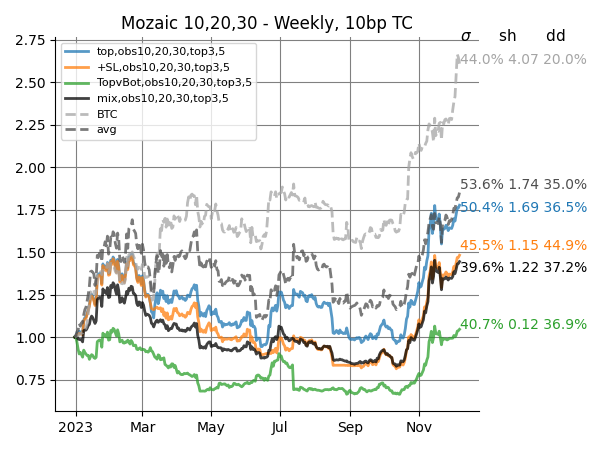 Mozaic 10,20,30 - Weekly, 10bp TC
σ sh dd
2.75
2.50
2.25
2.00
1.75
1.50
1.25
1.00
0.75
top,obs10,20,30,top3,5
+SL,obs10,20,30,top3,5
TopvBot,obs10,20,30,top3,5
mix,obs10,20,30,top3,5
BTC
avg
44.0% 4.07 20.0%
53.6% 1.74 35.0%
50.4% 1.69 36.5%
45.5% 1.15 44.9%
39.6% 1.22 37.2%
40.7% 0.12 36.9%
2023 Mar May Jul Sep Nov